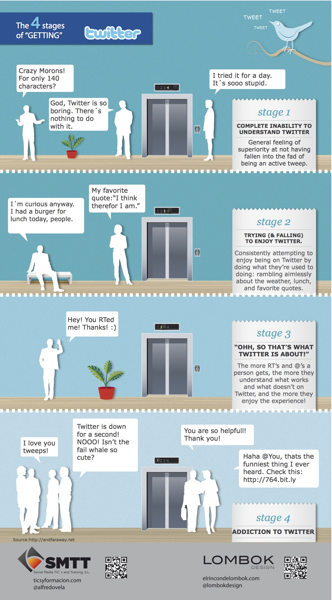 The 4 stages
of "GETTING"
twitter
TWEET
TWEET
TWEET
Crazy Morons!
For only 140
characters?
God, Twitter is so
boring. There´s
nothing to do
with it.
I tried it for a day.
It´s sooo stupid.
stage 1
COMPLETE INABILITY TO
UNDERSTAND TWITTER
General feeling of
superiority at not having
fallen into the fad of
being an active tweep.
I´m curious anyway.
I had a burger for
lunch today, people.
My favorite
quote:"I think
therefor I am."
stage 2
TRYING (& FALLING)
TO ENJOY TWITTER.
Consistently attempting to
enjoy being on Twitter by
doing what they're used to
doing: rambling aimlessly
about the weather, lunch,
and favorite quotes.
Hey! You RTed
me! Thanks! :)
stage 3
"OHH, SO THAT'S WHAT
TWITTER IS ABOUT!"
The more RT's and @'s a
person gets, the more they
understand what works
and what doesn't on
Twitter, and the more they
enjoy the experience!
I love you
tweeps!
Twitter is down
for a second!
NOOO! Isn't the
fail whale so
cute?
You are so helpfull!
Thank you!
Haha @You, thats the
funniest thing I ever
heard. Check this:
http://764.bit.ly
stage 4
ADDICTION TO TWITTER
Source: http://andfaraway.net
SMTT
ticsyformacion.com
@alfredovela
LOMBOK
DESIGN
elrincondelombok.com
@lombokdesign